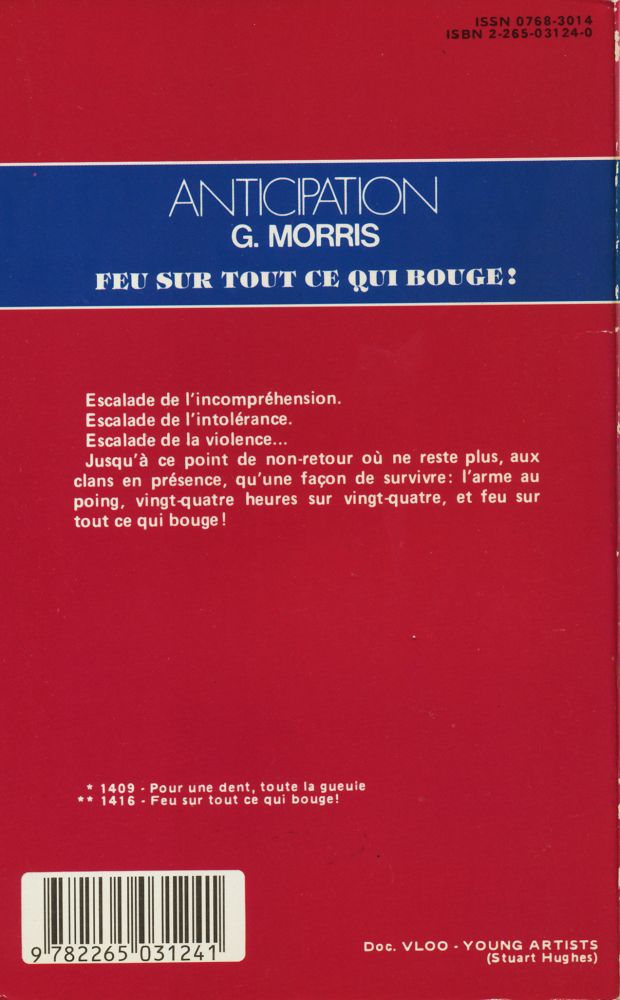 ISSN 0768-3014
ISBN 2-265-03124-0
ANTICIPATION
G. MORRIS
FEU SUR TOUT CE QUI BOUGE!
Escalade de l'incompréhension.
Escalade de l'intolérance.
Escalade de la violence...
Jusqu'à ce point de non-retour où ne reste plus, aux
clans en présence, qu'une façon de survivre: l'arme au
poing, vingt-quatre heures sur vingt-quatre, et feu sur
tout ce qui bouge!
* 1409 - Pour une dent, toute la gueule
** 1416 - Feu sur tout ce qui bouge!
9 782265 031241
Doc. VLOO - YOUNG ARTISTS
(Stuart Hughes)